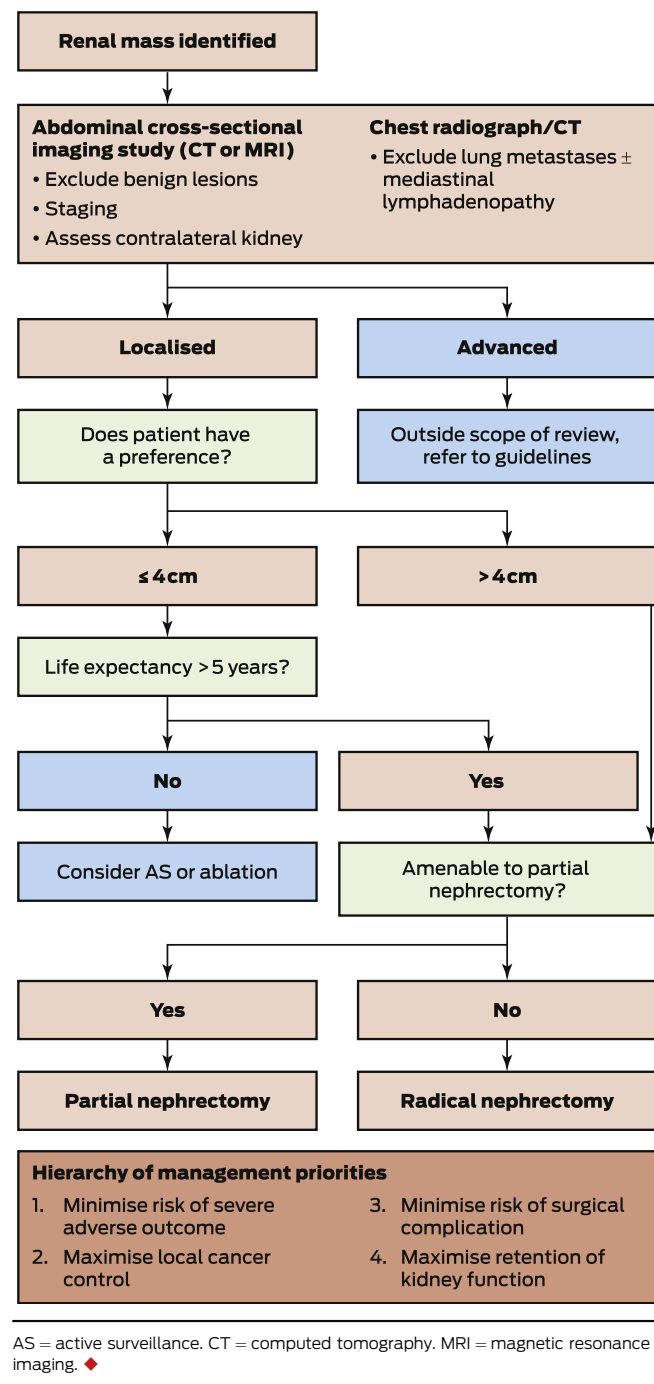 Renal mass identified
Abdominal cross-sectional
imaging study (CT or MRI)
• Exclude benign lesions
• Staging
• Assess contralateral kidney
Chest radiograph/CT
• Exclude lung metastases ±
mediastinal
lymphadenopathy
Localised
Advanced
Does patient have
a preference?
Outside scope of review,
refer to guidelines
≤ 4cm
> 4cm
Life expectancy > 5 years?
No
Yes
Consider AS or ablation
Amenable to partial
nephrectomy?
Yes
No
Partial nephrectomy
Radical nephrectomy
Hierarchy of management priorities
1. Minimise risk of severe
adverse outcome
2. Maximise local cancer
control
3. Minimise risk of surgical
complication
4. Maximise retention of
kidney function
AS = active surveillance. CT = computed tomography. MRI = magnetic resonance
imaging. ◆